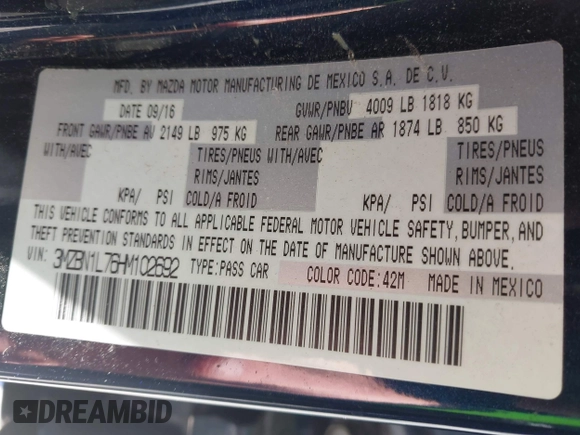 MFD. BY MAZDA MOTOR MANUFACTURING DE MEXICO S.A. DE C.V.
DATE 09/16 GVWR/PNBV 4009 LB 1818 KG
FRONT GAWR/PNBE AV 2149 LB 975 KG REAR GAWR/PNBE AR 1874 LB 850 KG
WITH/AVEC TIRES/PNEUS WITH/AVEC TIRES/PNEUS
RIMS/JANTES RIMS/JANTES
KPA/ PSI COLD/A FROID KPA/ PSI COLD/A FROID
THIS VEHICLE CONFORMS TO ALL APPLICABLE FEDERAL MOTOR VEHICLE SAFETY, BUMPER, AND
THEFT PREVENTION STANDARDS IN EFFECT ON THE DATE OF MANUFACTURE SHOWN ABOVE.
VIN: 3MZBN1L76HM102692 TYPE:PASS CAR COLOR CODE:42M MADE IN MEXICO
DREAMBID